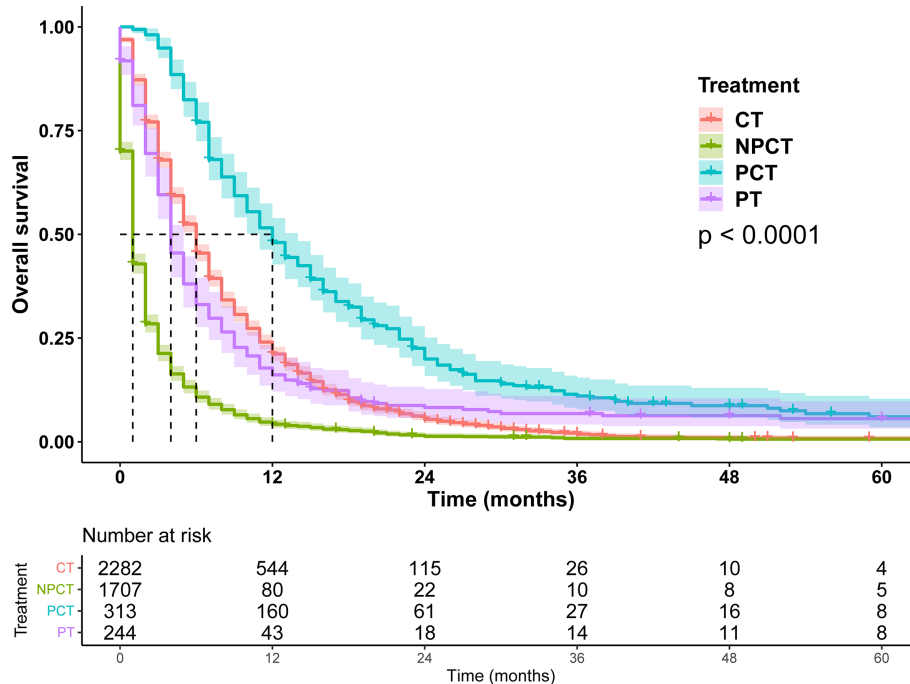 Overall survival
1.00
0.75
0.50
0.25
0.00
0 12 24 36 48 60
Time (months)
Treatment
CT
NPCT
PCT
PT
p < 0.0001
Number at risk
Treatment
CT 2282 544 115 26 10 4
NPCT 1707 80 22 10 8 5
PCT 313 160 61 27 16 8
PT 244 43 18 14 11 8
0 12 24 36 48 60
Time (months)